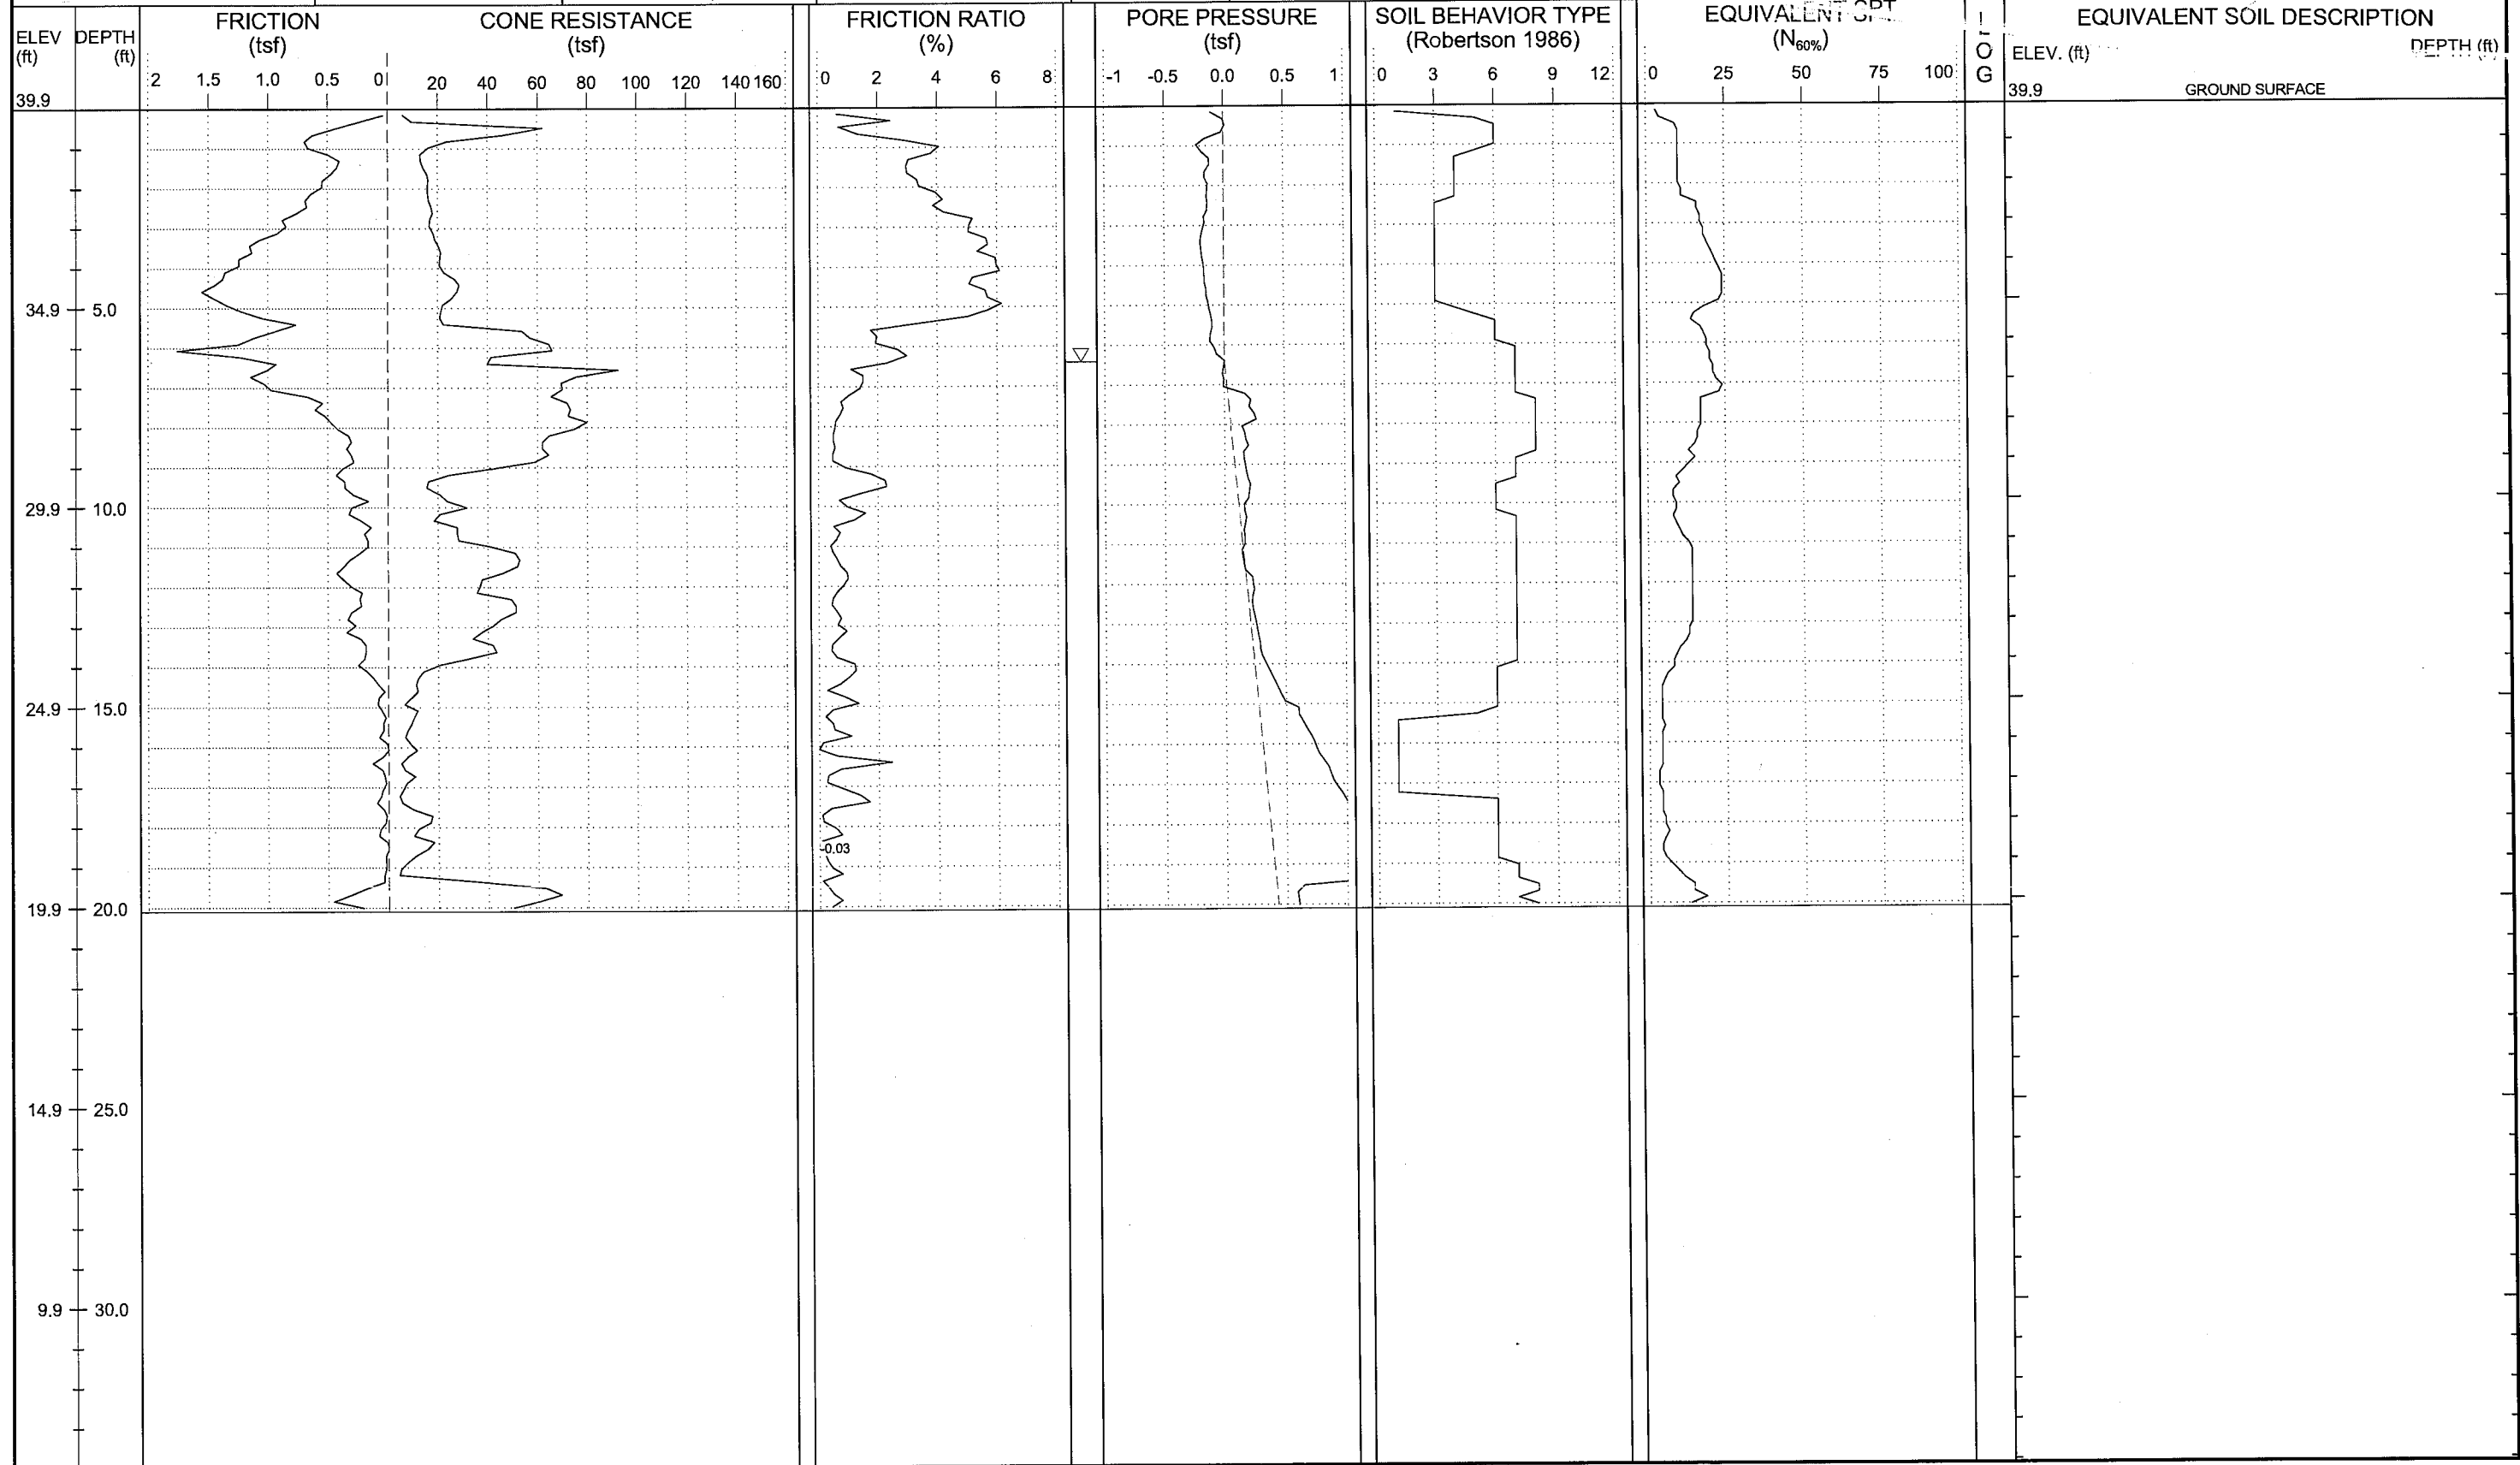 FRICTION
(tsf)
CONE RESISTANCE
(tsf)
FRICTION RATIO
(%)
PORE PRESSURE
(tsf)
SOIL BEHAVIOR TYPE
(Robertson 1986)
EQUIVALENT SPT
(N60%)
LOG
EQUIVALENT SOIL DESCRIPTION
ELEV
(ft)
DEPTH
(ft)
ELEV. (ft)
DEPTH (ft)
2 1.5 1.0 0.5 0
20 40 60 80 100 120 140 160
0 2 4 6 8
-1 -0.5 0.0 0.5 1
0 3 6 9 12
0 25 50 75 100
39.9
39.9 GROUND SURFACE
34.9 5.0
29.9 10.0
24.9 15.0
-0.03
19.9 20.0
14.9 25.0
9.9 30.0